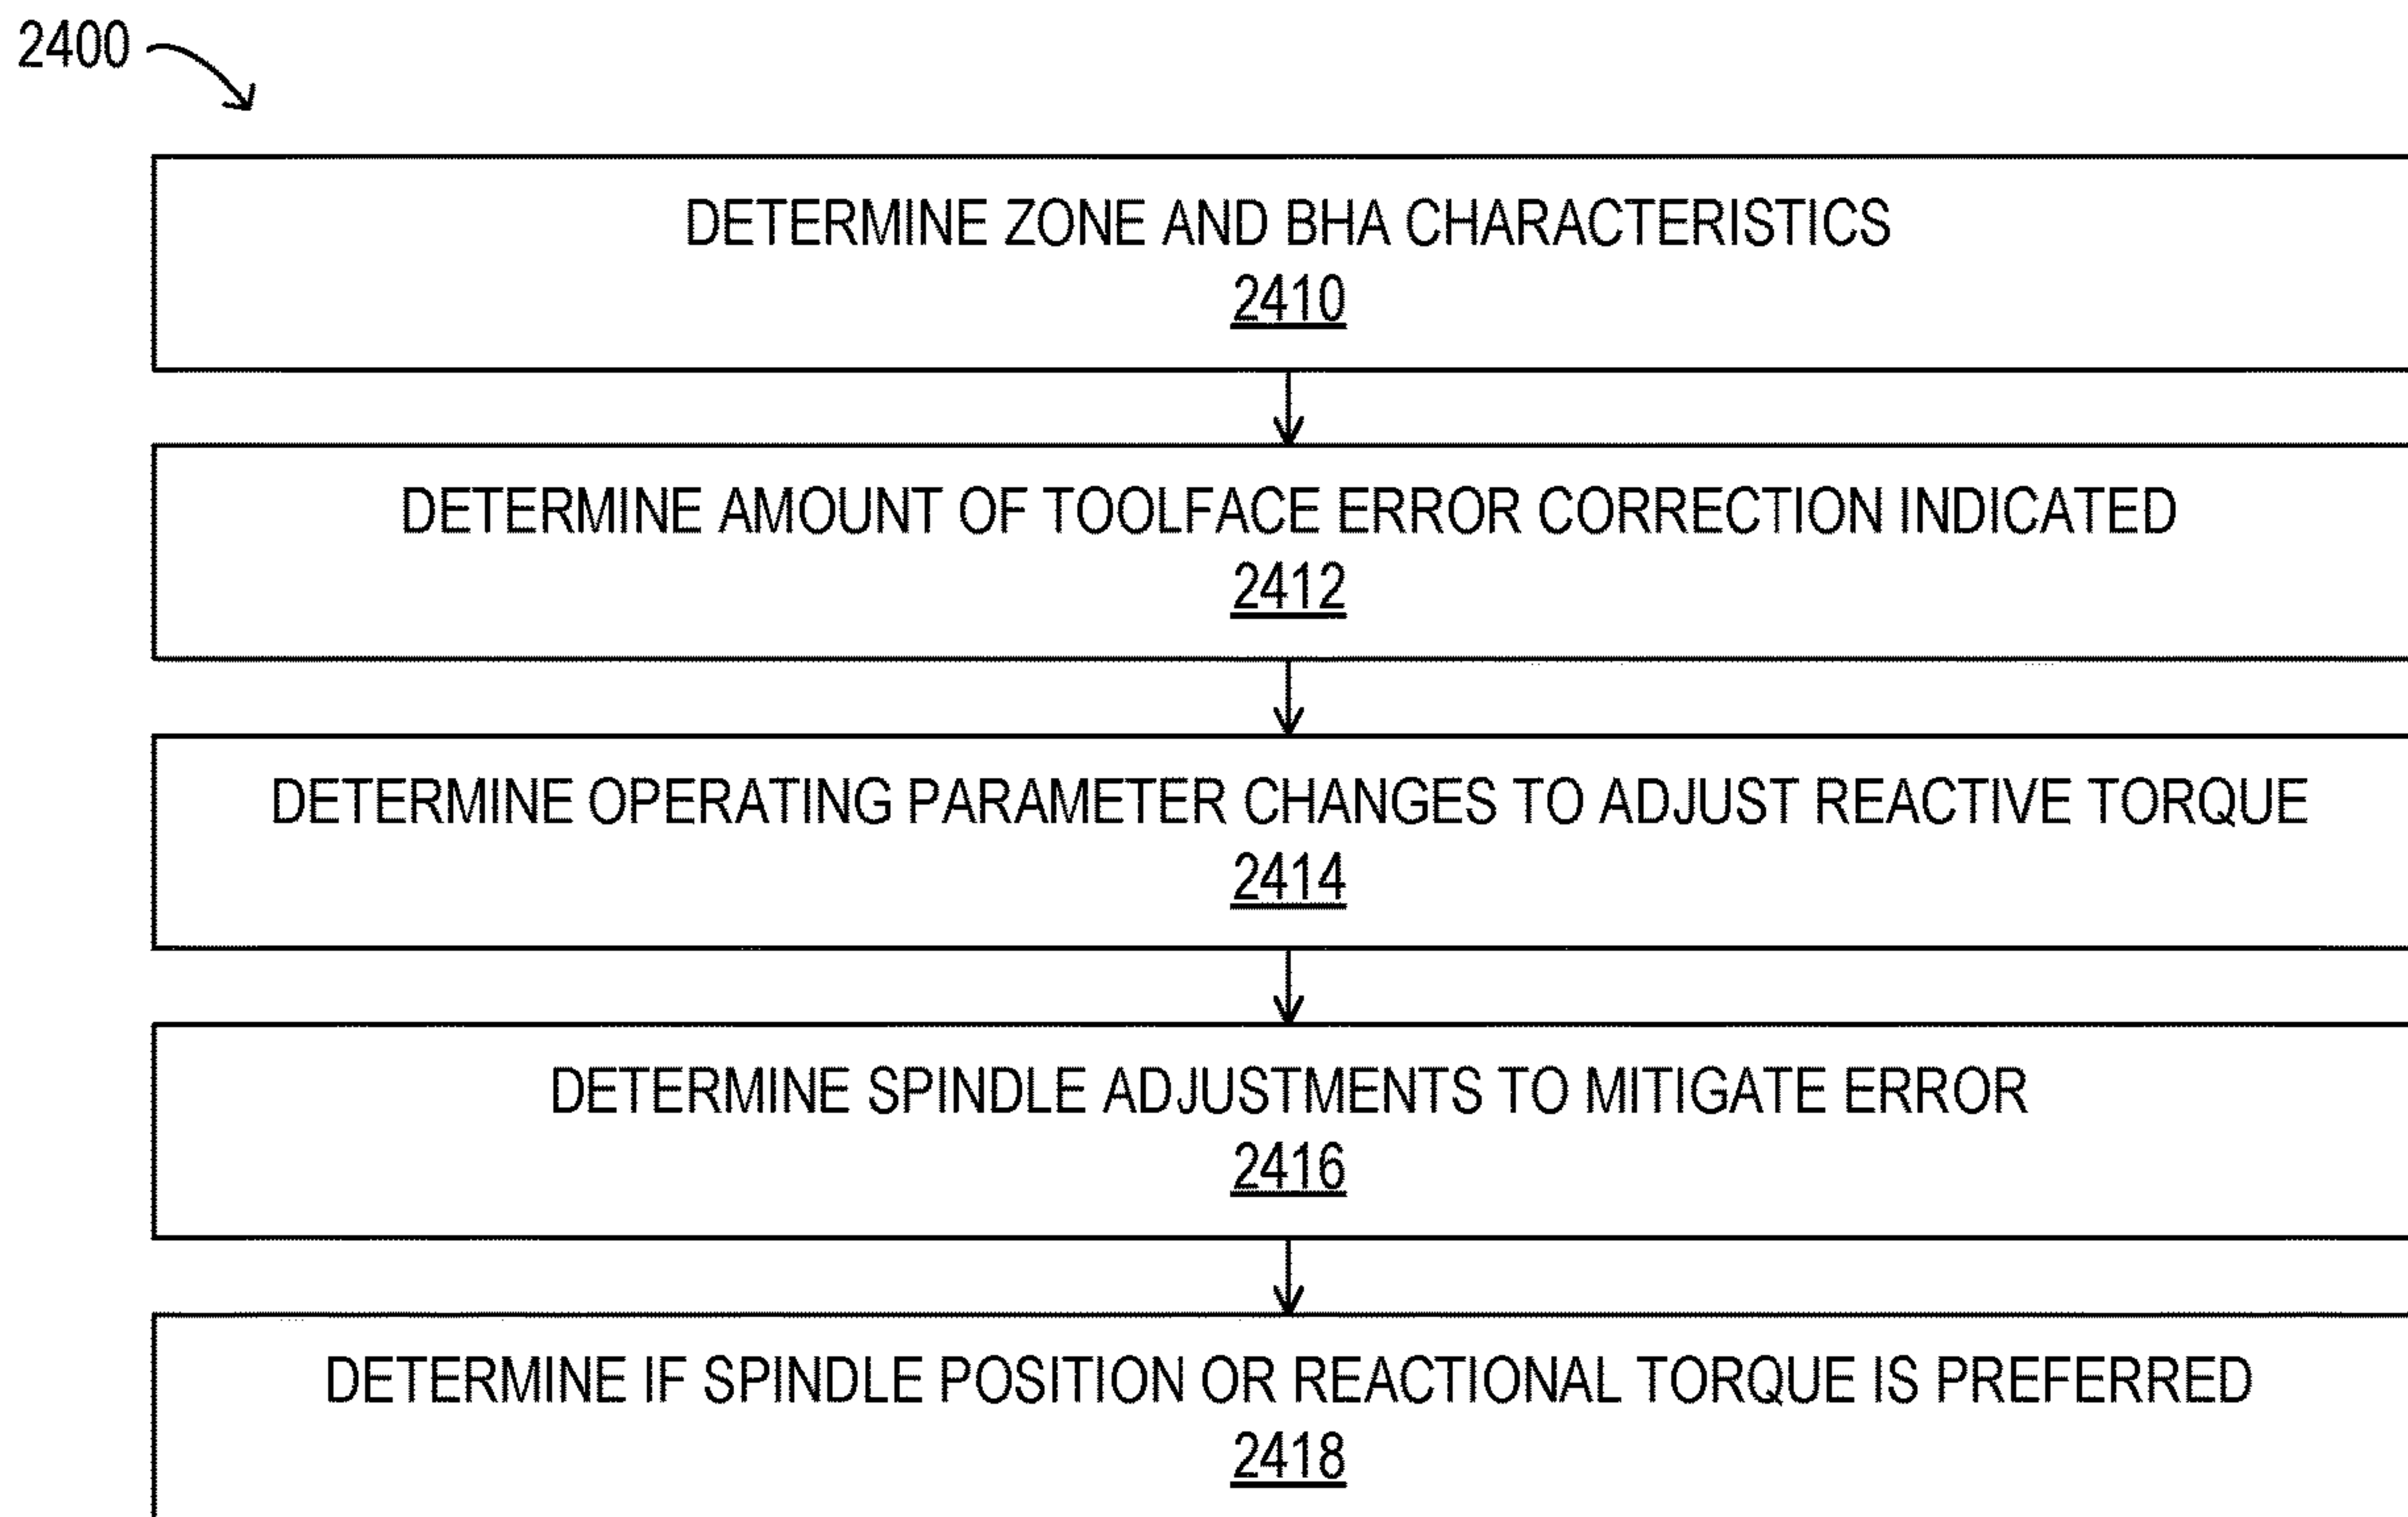 2400
DETERMINE ZONE AND BHA CHARACTERISTICS
2410
DETERMINE AMOUNT OF TOOLFACE ERROR CORRECTION INDICATED
2412
DETERMINE OPERATING PARAMETER CHANGES TO ADJUST REACTIVE TORQUE
2414
DETERMINE SPINDLE ADJUSTMENTS TO MITIGATE ERROR
2416
DETERMINE IF SPINDLE POSITION OR REACTIONAL TORQUE IS PREFERRED
2418